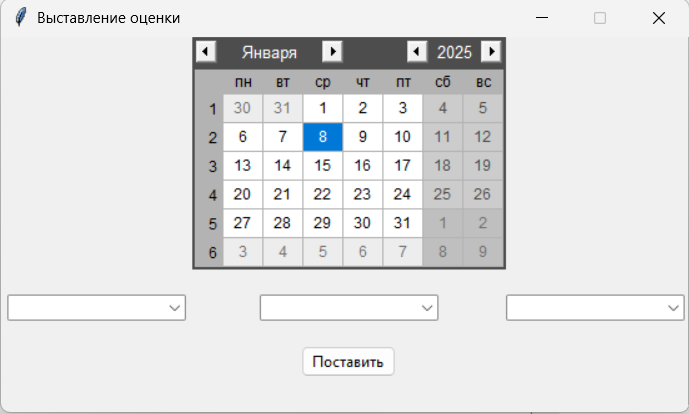 Выставление оценки
Января 2025
пн вт ср чт пт сб вс
1 30 31 1 2 3 4 5
2 6 7 8 9 10 11 12
3 13 14 15 16 17 18 19
4 20 21 22 23 24 25 26
5 27 28 29 30 31 1 2
6 3 4 5 6 7 8 9
Поставить